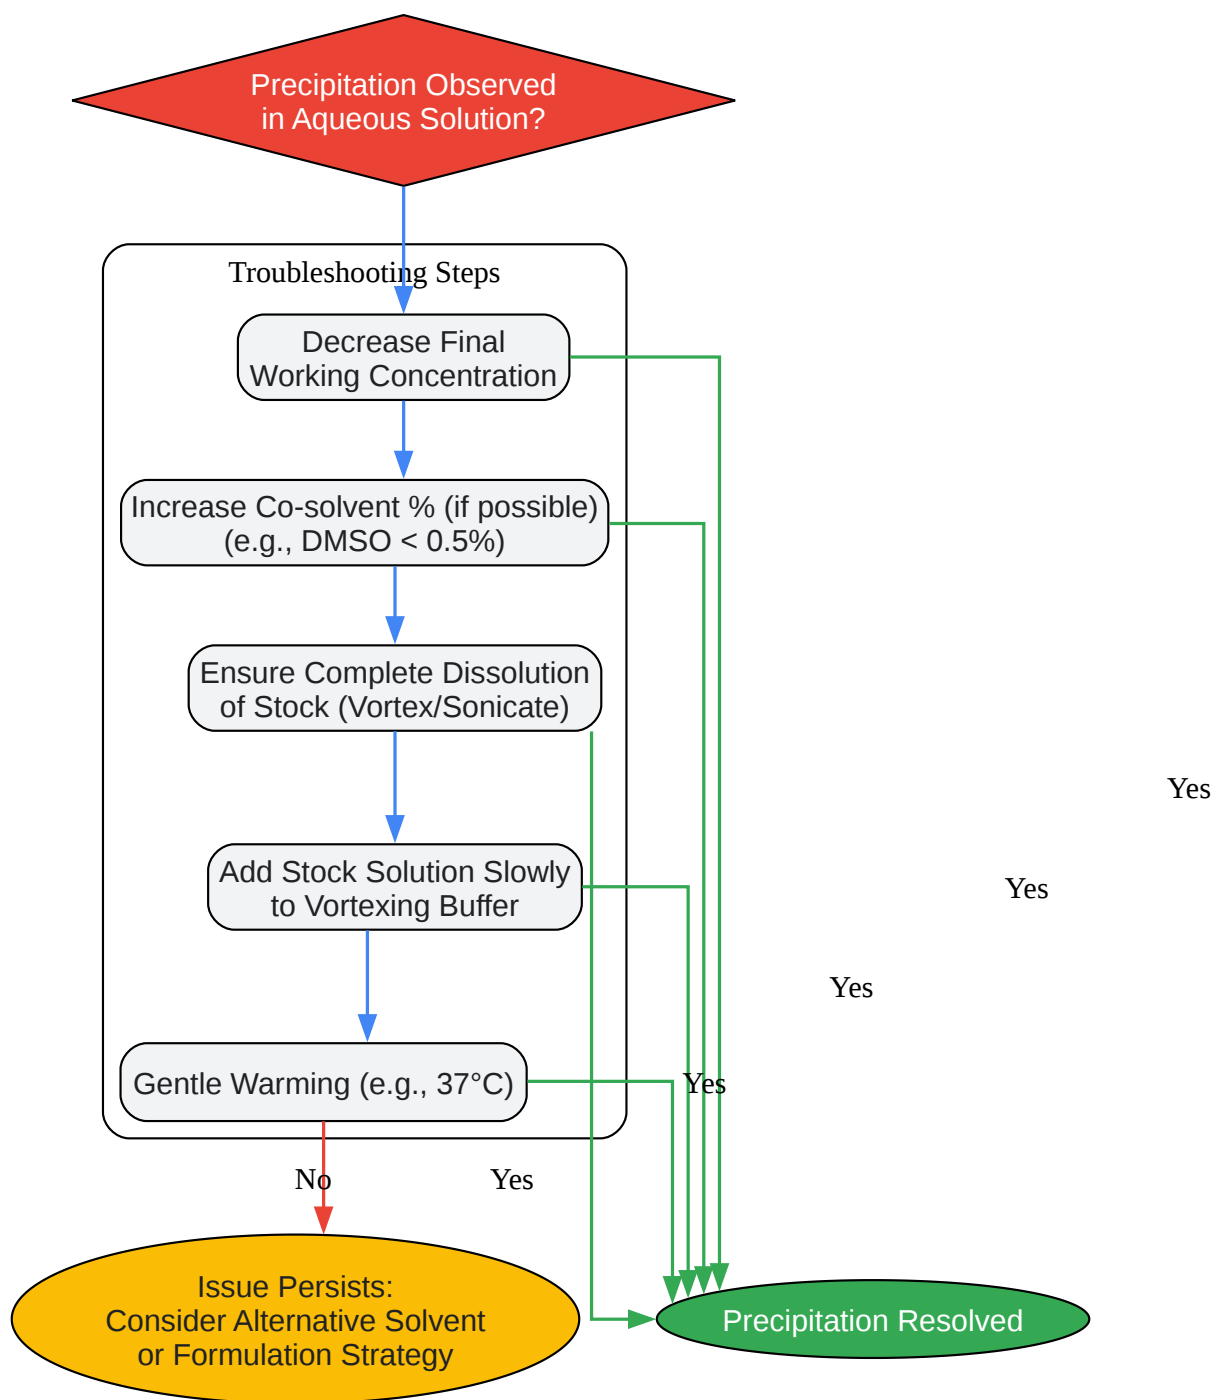 Precipitation Observed
in Aqueous Solution?
Troubleshooting Steps
Decrease Final
Working Concentration
Increase Co-solvent % (if possible)
(e.g., DMSO < 0.5%)
Ensure Complete Dissolution
of Stock (Vortex/Sonicate)
Yes
Add Stock Solution Slowly
to Vortexing Buffer
Yes
Yes
Gentle Warming (e.g., 37°C)
Yes
No
Yes
Issue Persists:
Consider Alternative Solvent
or Formulation Strategy
Precipitation Resolved